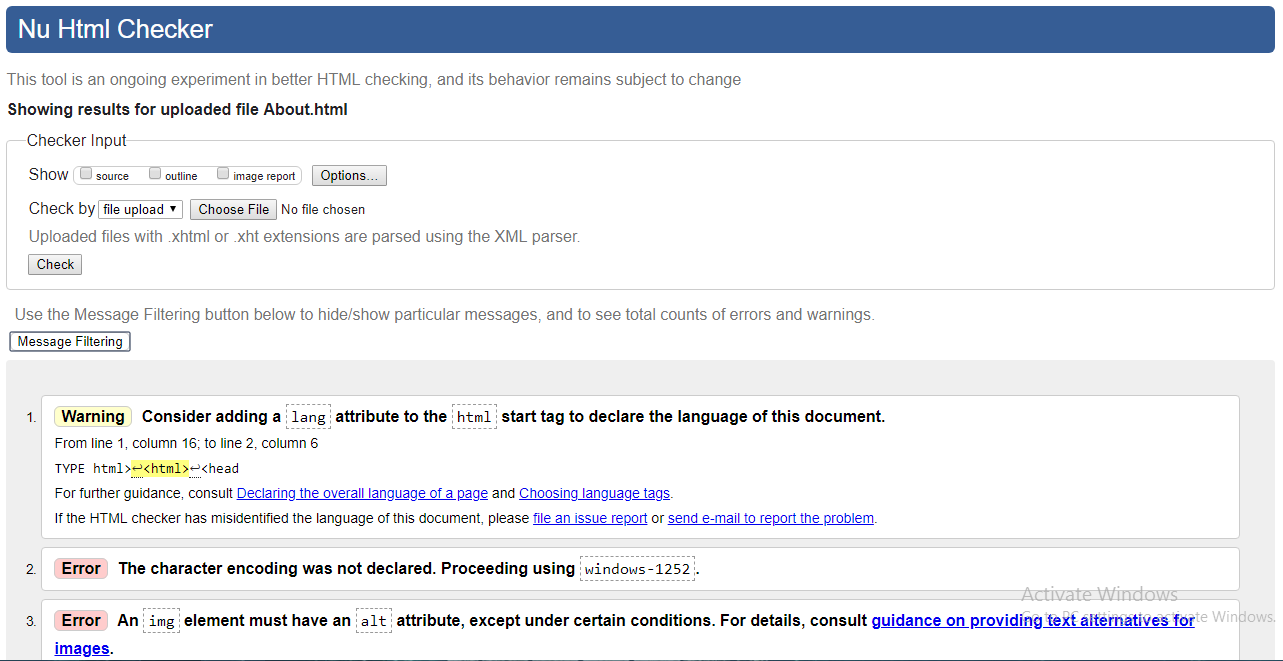 Nu Html Checker
This tool is an ongoing experiment in better HTML checking, and its behavior remains subject to change
Showing results for uploaded file About.html
Checker Input
Show source outline image report Options...
Check by file upload ▼ Choose File No file chosen
Uploaded files with .xhtml or .xht extensions are parsed using the XML parser.
Check
Use the Message Filtering button below to hide/show particular messages, and to see total counts of errors and warnings.
Message Filtering
1. Warning Consider adding a lang attribute to the html start tag to declare the language of this document.
From line 1, column 16; to line 2, column 6
TYPE html>↩<html>↩<head
For further guidance, consult Declaring the overall language of a page and Choosing language tags.
If the HTML checker has misidentified the language of this document, please file an issue report or send e-mail to report the problem.
2. Error The character encoding was not declared. Proceeding using windows-1252.
Activate Windows
Go to PC settings to activate Windows.
3. Error An img element must have an alt attribute, except under certain conditions. For details, consult guidance on providing text alternatives for
images.